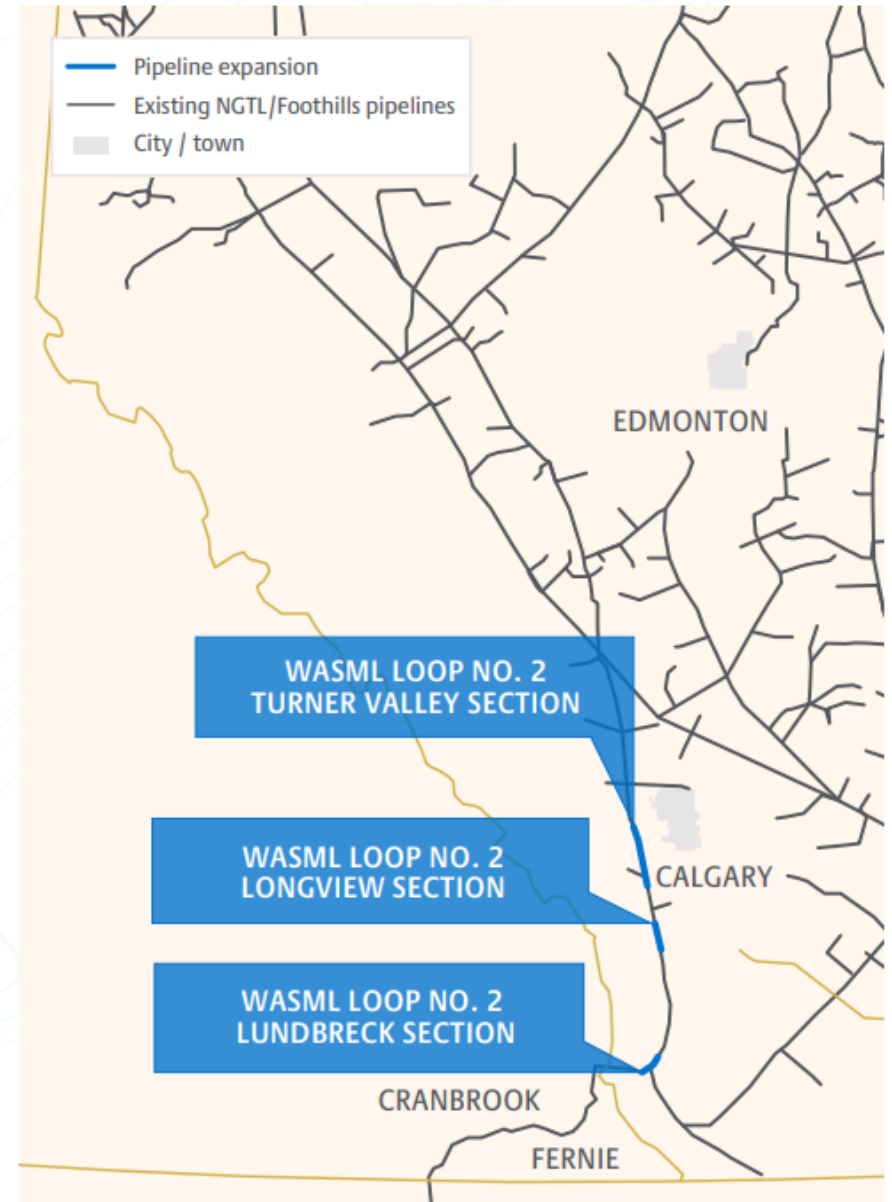 Pipeline expansion
Existing NGTL/Foothills pipelines
City / town
EDMONTON
WASML LOOP NO. 2
TURNER VALLEY SECTION
WASML LOOP NO. 2
LONGVIEW SECTION
CALGARY
WASML LOOP NO. 2
LUNDBRECK SECTION
CRANBROOK
FERNIE